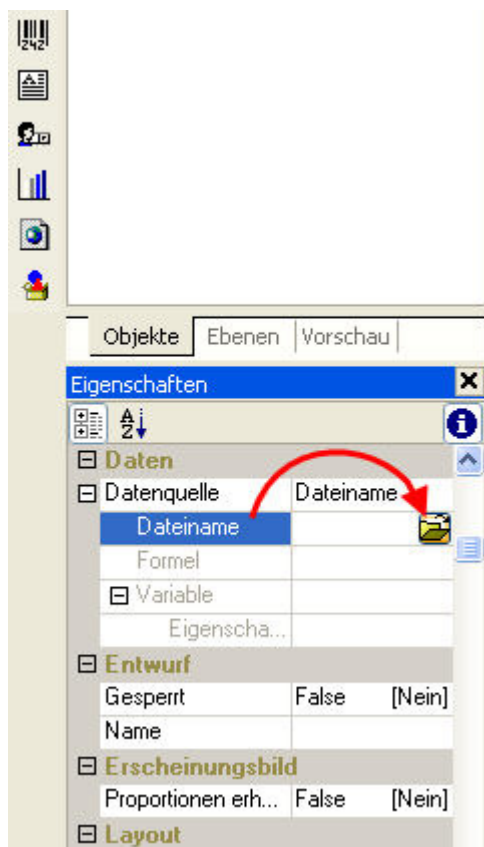 242
Objekte Ebenen Vorschau
Eigenschaften
Daten
Datenquelle Dateiname
Dateiname
Formel
Variable
Eigenscha...
Entwurf
Gesperrt False [Nein]
Name
Erscheinungsbild
Proportionen erh... False [Nein]
Layout